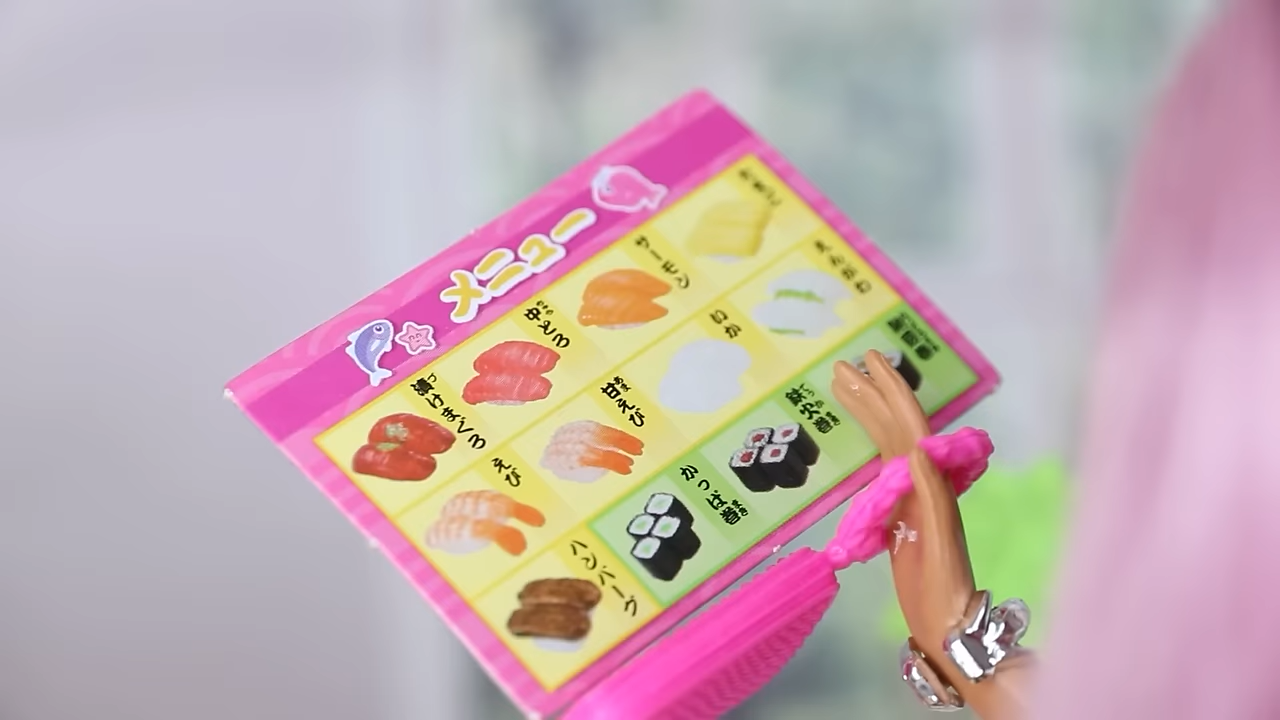 メニュー
漬けまぐろ
中とろ
サーモン
えび
甘えび
いか
えんがわ
ハンバーグ
かっぱ巻
鉄火巻